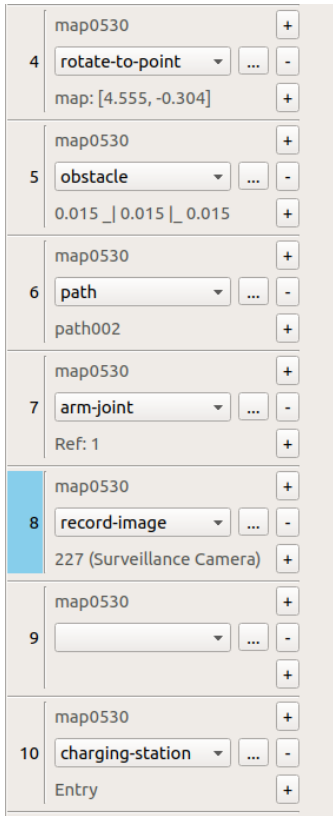 map0530
+
4 rotate-to-point ... -
map: [4.555, -0.304] +
map0530 +
5 obstacle ... -
0.015 _| 0.015 |_ 0.015 +
map0530 +
6 path ... -
path002 +
map0530 +
7 arm-joint ... -
Ref: 1 +
map0530 +
8 record-image ... -
227 (Surveillance Camera) +
map0530 +
9 ... -
+
map0530 +
10 charging-station ... -
Entry +